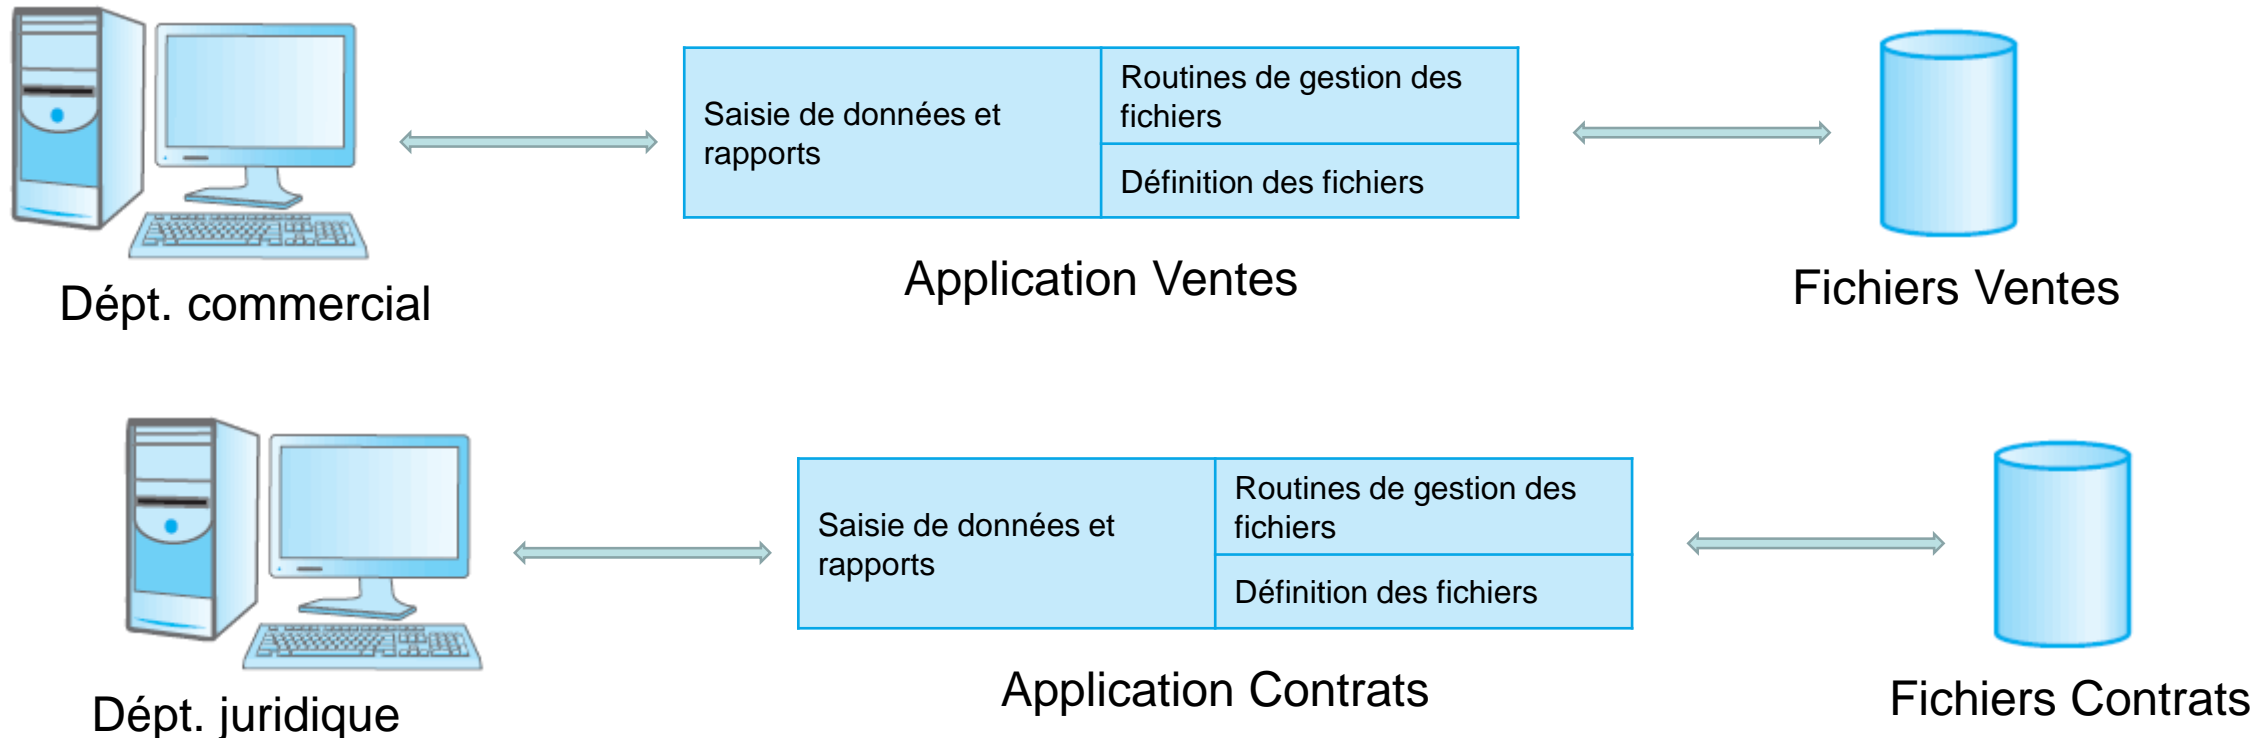 Saisie de données et
rapports
Routines de gestion des
fichiers
Définition des fichiers
Dépt. commercial
Application Ventes
Fichiers Ventes
Saisie de données et
rapports
Routines de gestion des
fichiers
Définition des fichiers
Dépt. juridique
Application Contrats
Fichiers Contrats